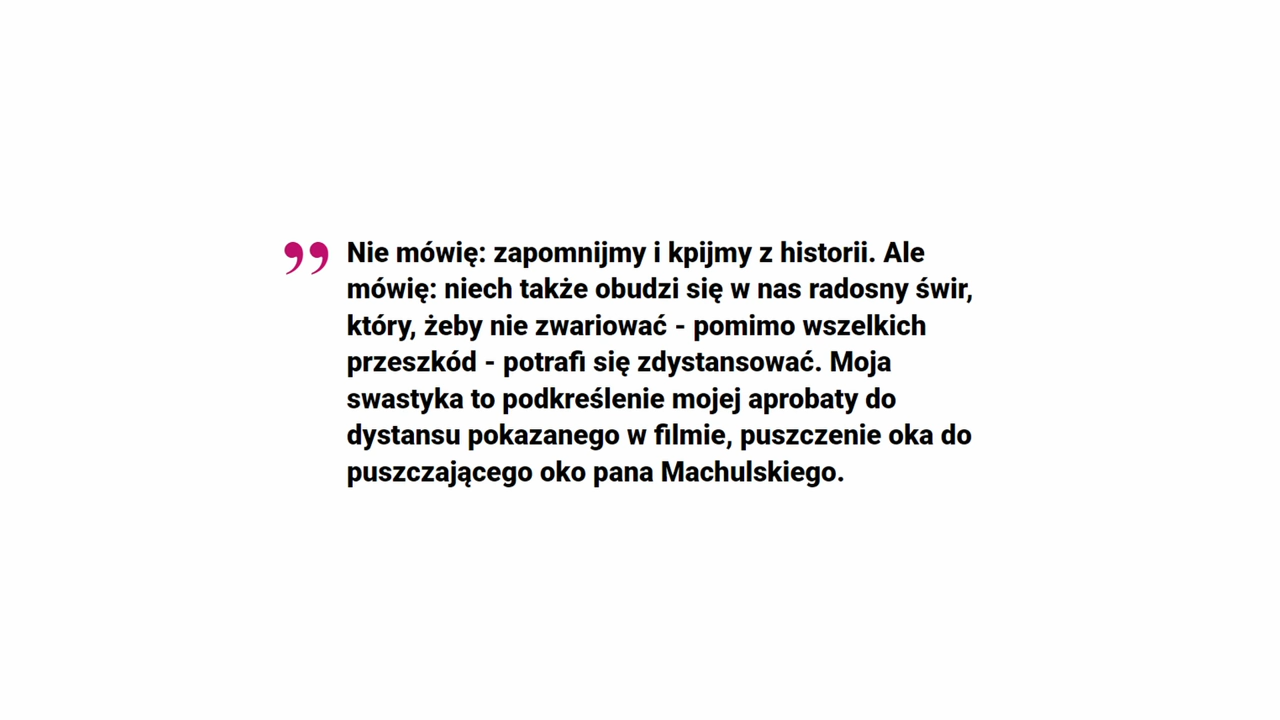 Nie mówię: zapomnijmy i kpijmy z historii. Ale
mówię: niech także obudzi się w nas radosny świr,
który, żeby nie zwariować - pomimo wszelkich
przeszkód - potrafi się zdystansować. Moja
swastyka to podkreślenie mojej aprobaty do
dystansu pokazanego w filmie, puszczenie oka do
puszczającego oko pana Machulskiego.